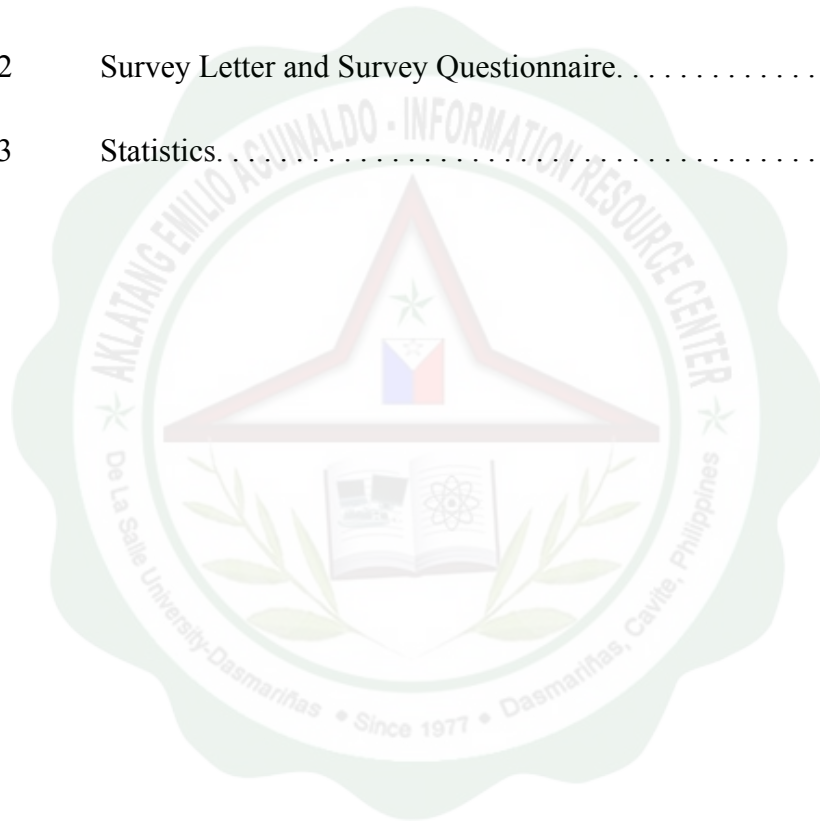 2 Survey Letter and Survey Questionnaire. . . . . . . . . . . . .
3 Statistics. . . . . . . . . . . . . . . . . . . . . . . . . . . . . . . . . . . . . .
AKLATANG EMILIO AGUINALDO - INFORMATION RESOURCE CENTER
De La Salle University-Dasmariñas • Since 1977 • Dasmariñas, Cavite, Philippines